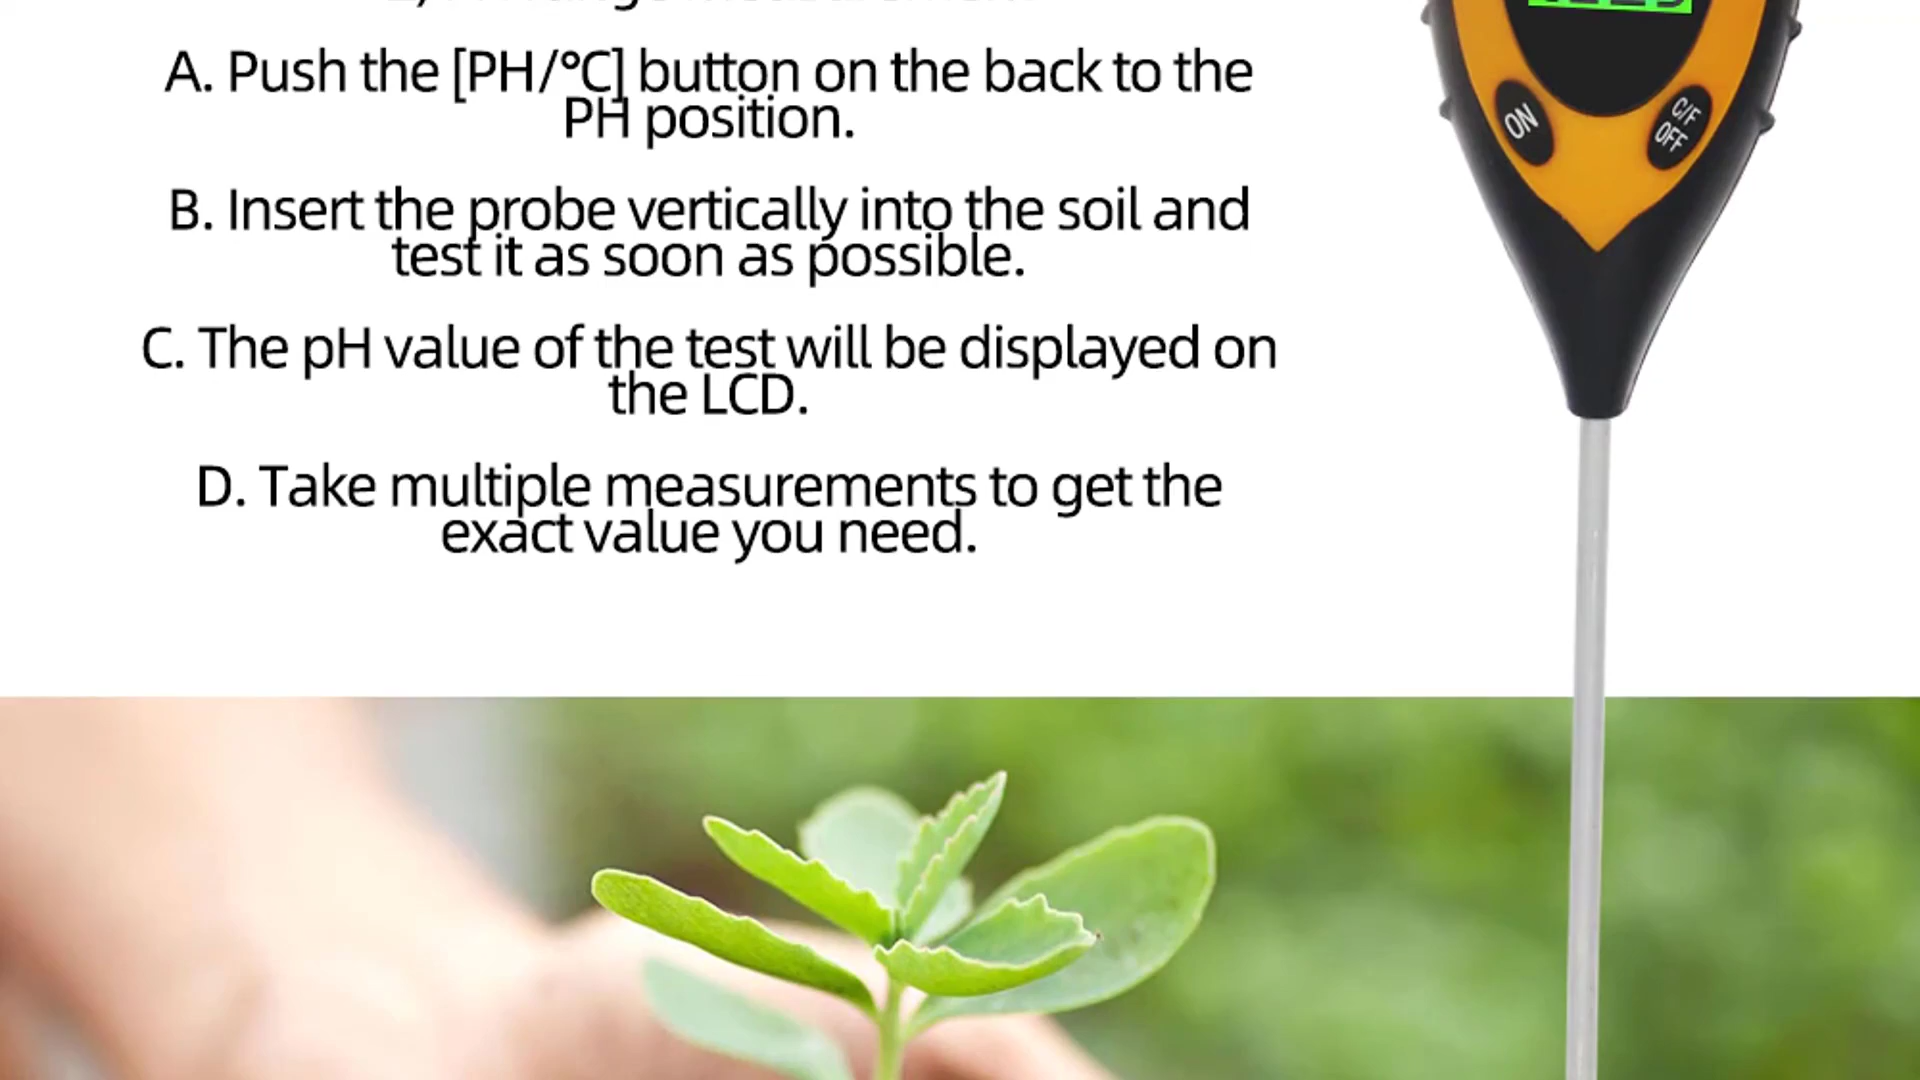 A. Push the [PH/°C] button on the back to the
PH position.
B. Insert the probe vertically into the soil and
test it as soon as possible.
C. The pH value of the test will be displayed on
the LCD.
D. Take multiple measurements to get the
exact value you need.
ON
C/F
OFF